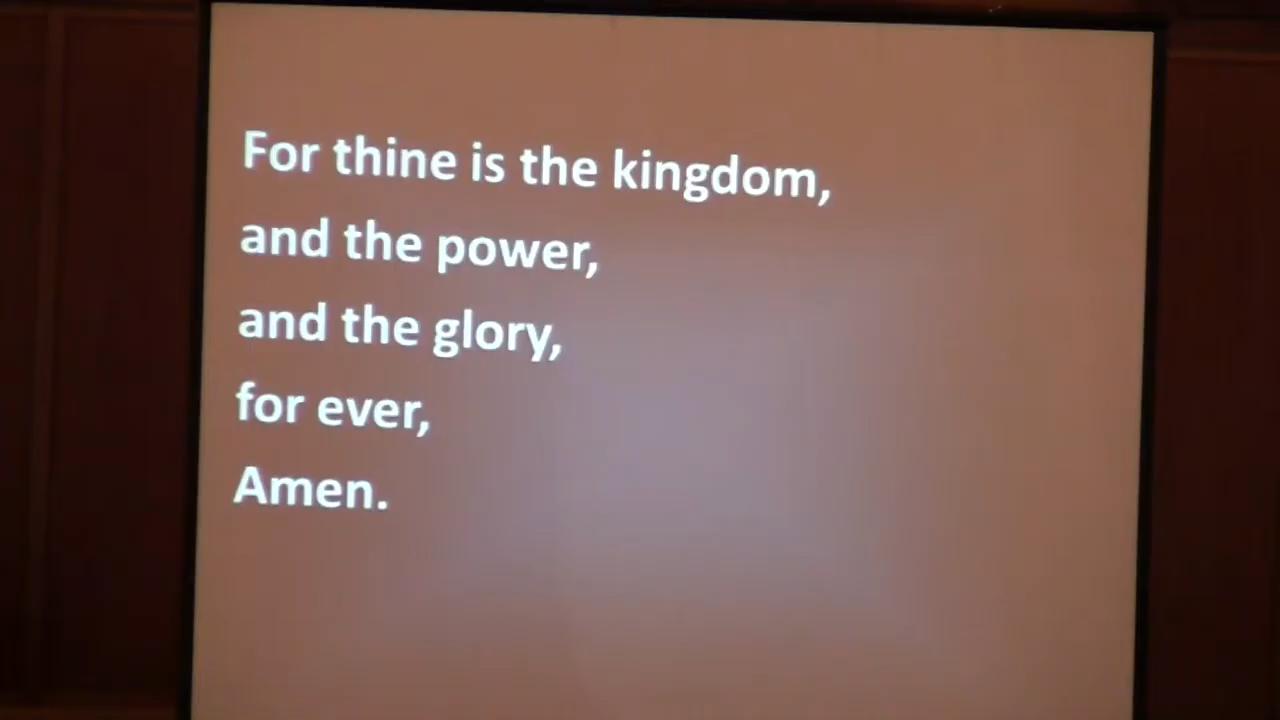 For thine is the kingdom,
and the power,
and the glory,
for ever,
Amen.